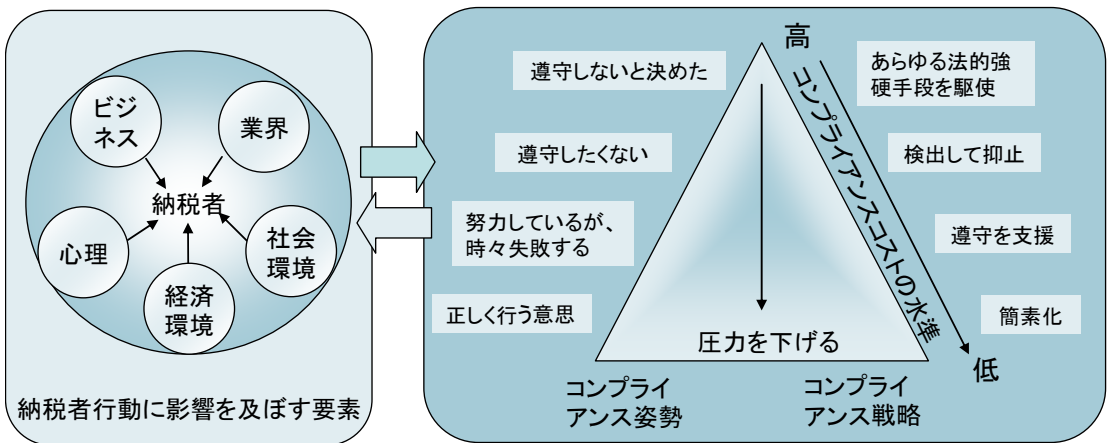 ビジ
ネス
業界
納税者
心理
社会
環境
経済
環境
納税者行動に影響を及ぼす要素
高
遵守しないと決めた
あらゆる法的強
硬手段を駆使
遵守したくない
検出して抑止
努力しているが、
時々失敗する
遵守を支援
正しく行う意思
簡素化
コンプライアンスコストの水準
圧力を下げる
低
コンプライ
アンス姿勢
コンプライ
アンス戦略